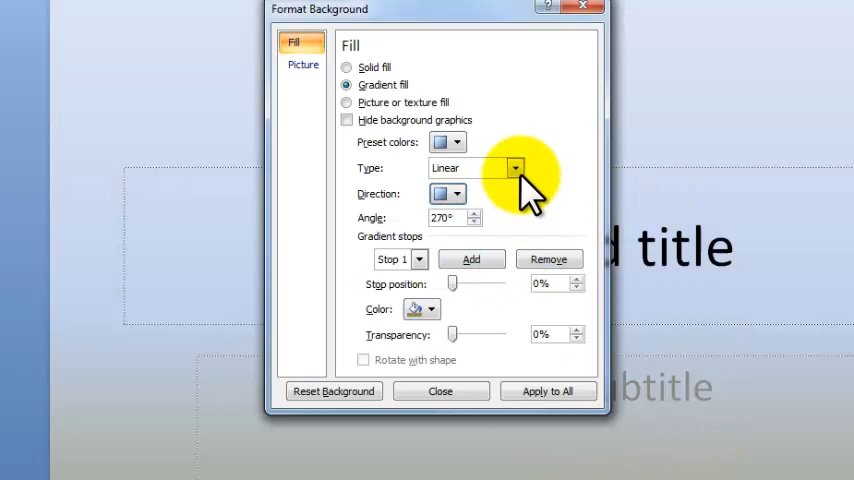 Format Background
?
Fill
Picture
Fill
Solid fill
Gradient fill
Picture or texture fill
Hide background graphics
Preset colors:
Type: Linear
Direction:
Angle: 270°
Gradient stops
Stop 1 Add Remove
Stop position: 0%
Color:
Transparency: 0%
Rotate with shape
Reset Background Close Apply to All
title